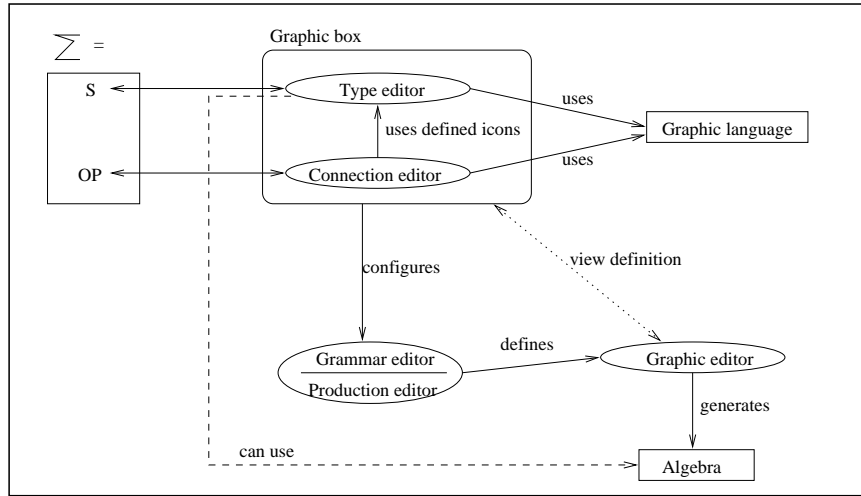 ∑ =
Graphic box
S
Type editor
uses
uses defined icons
Graphic language
uses
OP
Connection editor
configures
view definition
Grammar editor
Production editor
defines
Graphic editor
generates
can use
Algebra